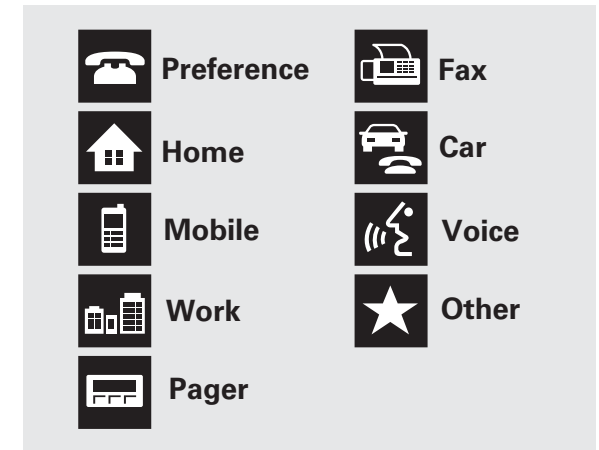 Preference
Home
Mobile
Work
Pager
Fax
Car
Voice
Other